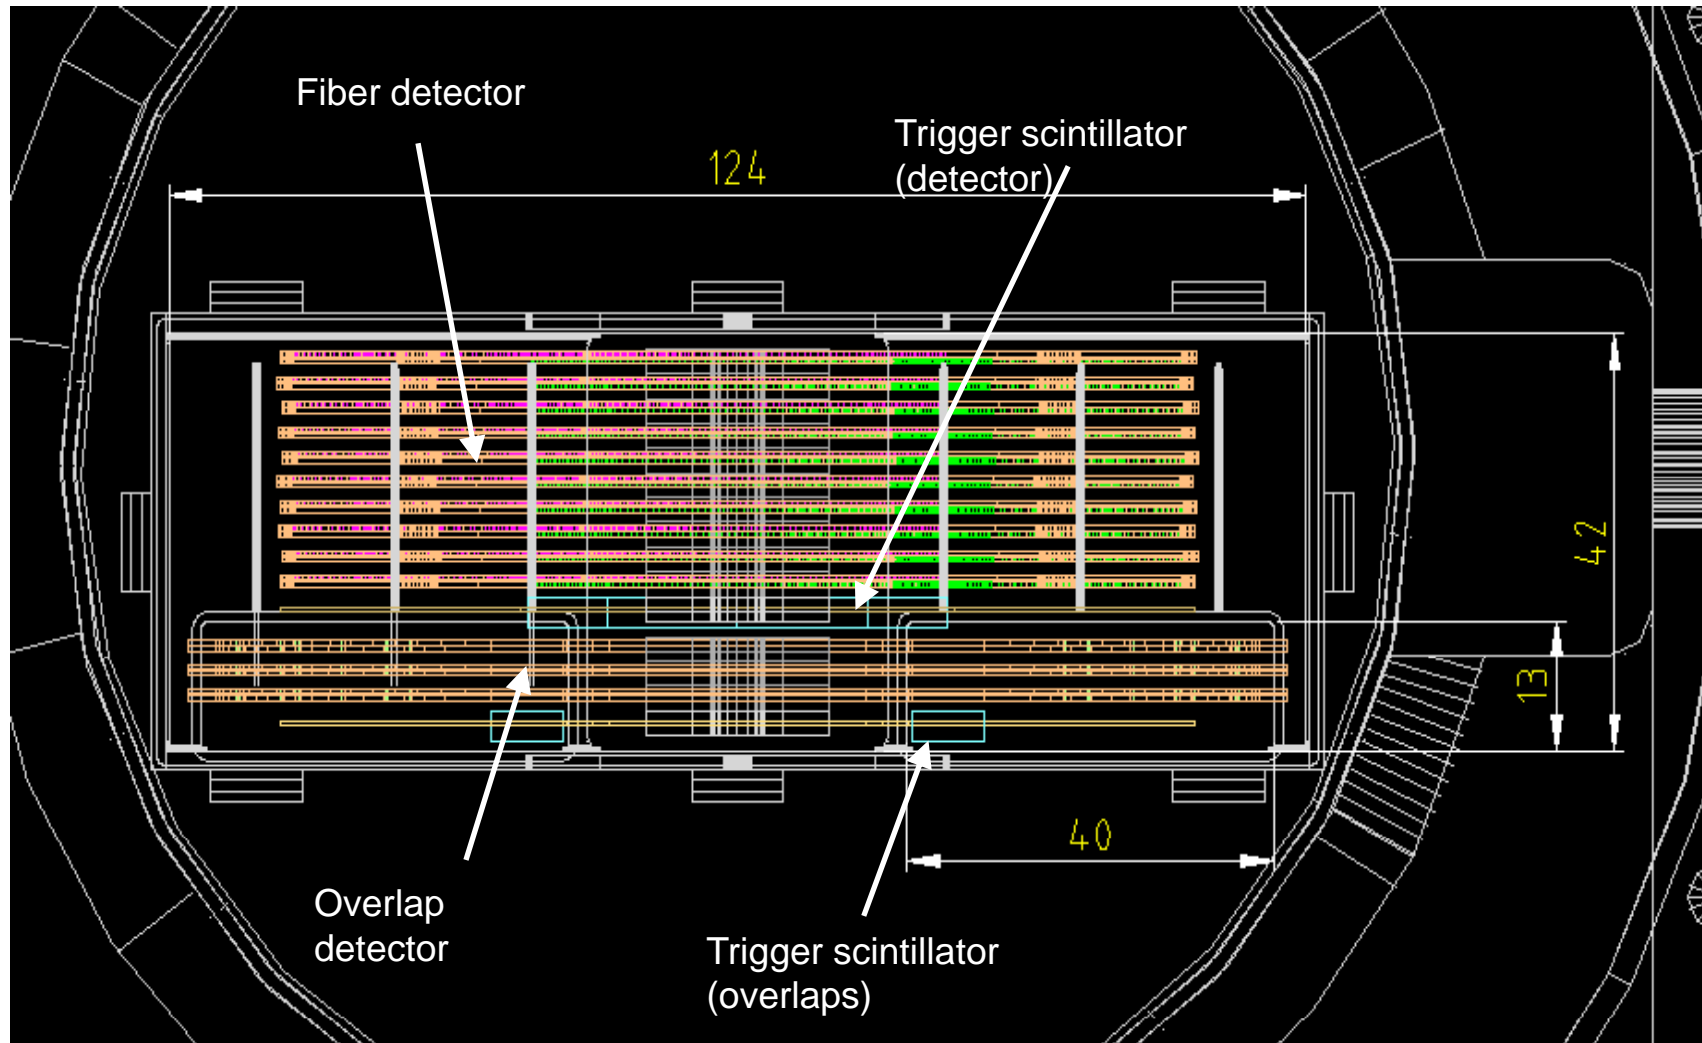 Fiber detector
Trigger scintillator
(detector)
124
42
13
40
Overlap
detector
Trigger scintillator
(overlaps)